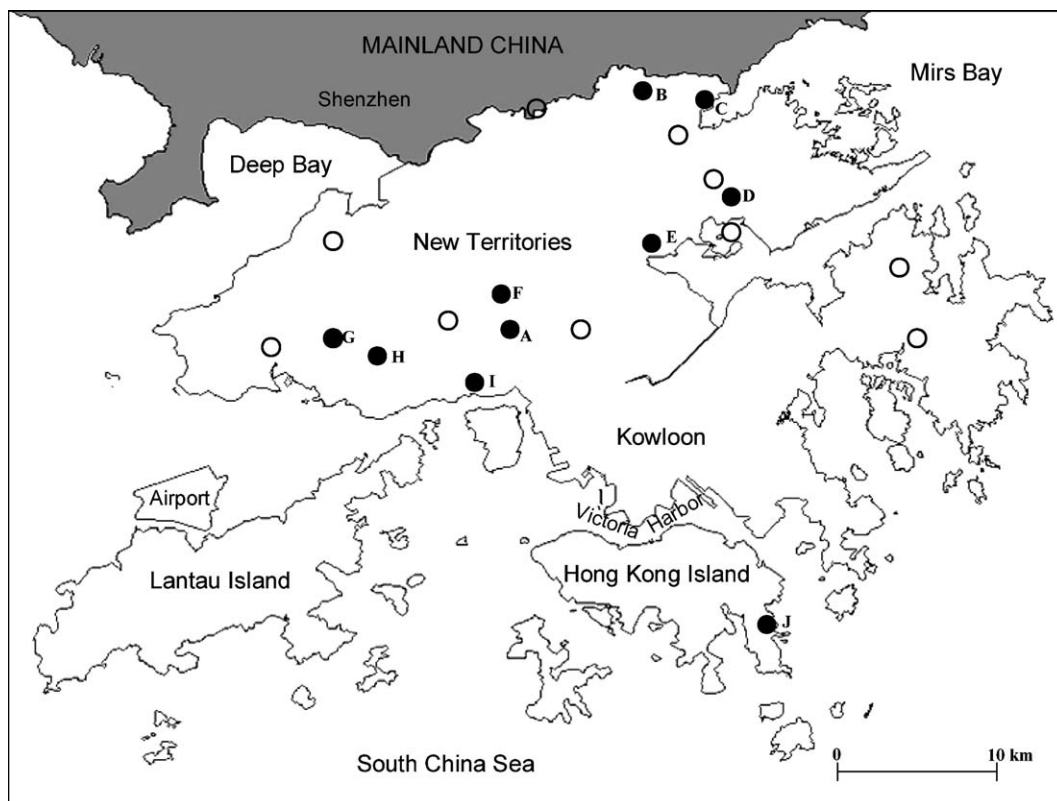 MAINLAND CHINA
Mirs Bay
Shenzhen
B
C
Deep Bay
D
New Territories
E
F
A
G
H
I
Kowloon
Airport
Victoria Harbor
Lantau Island
Hong Kong Island
J
South China Sea
0
10 km